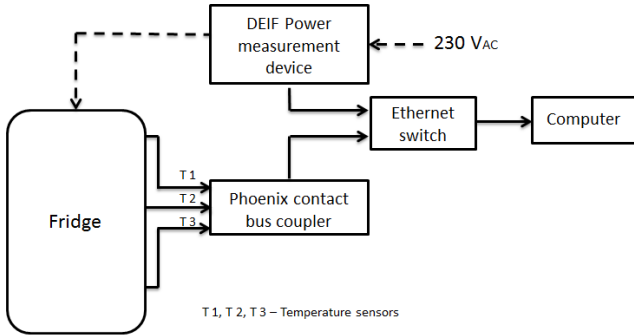 DEIF Power
measurement
device
230 VAC
Ethernet
switch
Computer
Fridge
T 1
T 2
T 3
Phoenix contact
bus coupler
T 1, T 2, T 3 – Temperature sensors